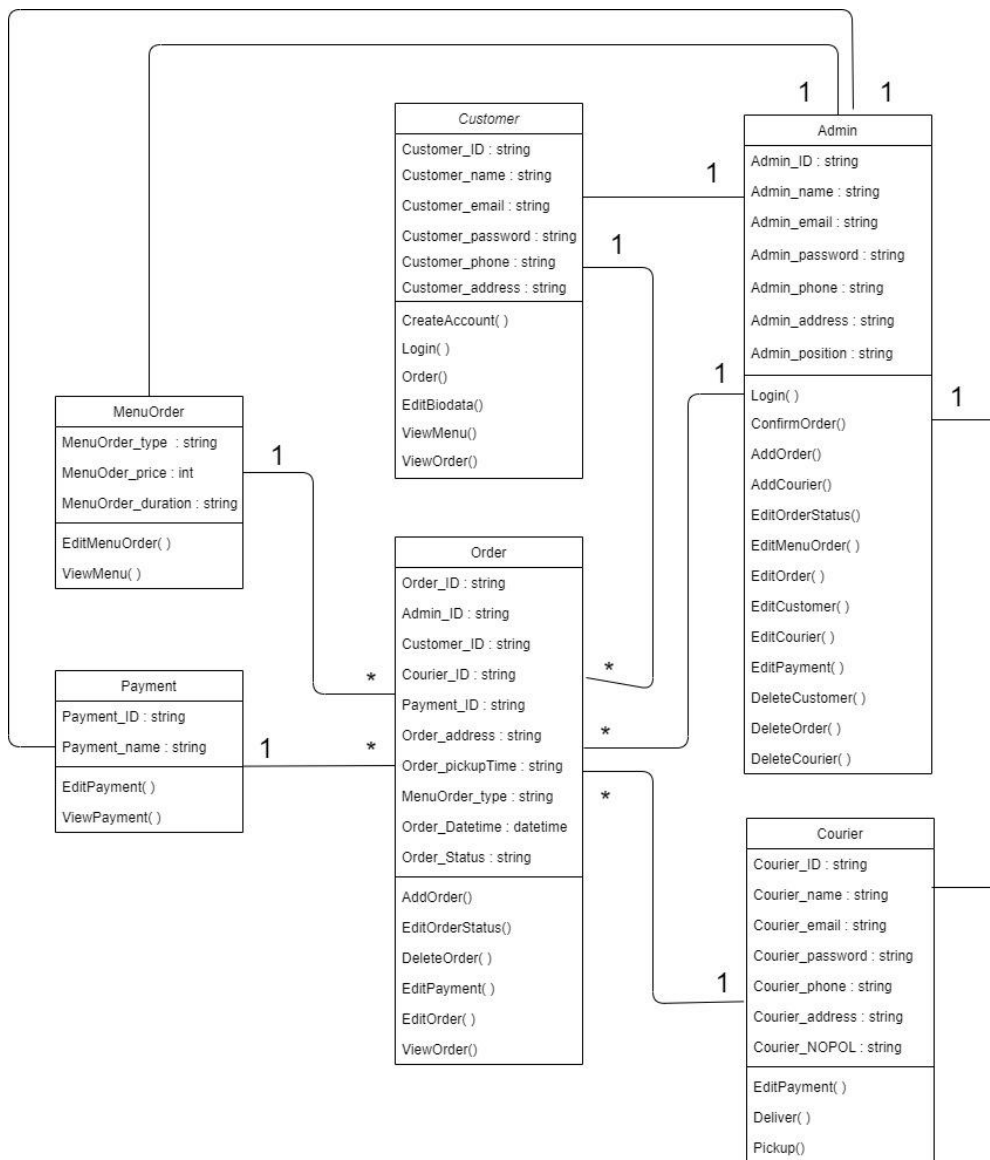 1
1
Customer
Customer_ID : string
Customer_name : string
Customer_email : string
Customer_password : string
Customer_phone : string
Customer_address : string
CreateAccount( )
Login( )
Order()
EditBiodata()
ViewMenu()
ViewOrder()
1
1
Admin
Admin_ID : string
Admin_name : string
Admin_email : string
Admin_password : string
Admin_phone : string
Admin_address : string
Admin_position : string
Login( )
ConfirmOrder()
AddOrder()
AddCourier()
EditOrderStatus()
EditMenuOrder( )
EditOrder( )
EditCustomer( )
EditCourier( )
EditPayment( )
DeleteCustomer( )
DeleteOrder( )
DeleteCourier( )
1
1
MenuOrder
MenuOrder_type : string
MenuOder_price : int
MenuOrder_duration : string
EditMenuOrder( )
ViewMenu( )
1
*
Payment
Payment_ID : string
Payment_name : string
EditPayment( )
ViewPayment( )
1
*
Order
Order_ID : string
Admin_ID : string
Customer_ID : string
Courier_ID : string
Payment_ID : string
Order_address : string
Order_pickupTime : string
MenuOrder_type : string
Order_Datetime : datetime
Order_Status : string
AddOrder()
EditOrderStatus()
DeleteOrder( )
EditPayment( )
EditOrder( )
ViewOrder()
*
*
*
1
Courier
Courier_ID : string
Courier_name : string
Courier_email : string
Courier_password : string
Courier_phone : string
Courier_address : string
Courier_NOPOL : string
EditPayment( )
Deliver( )
Pickup()